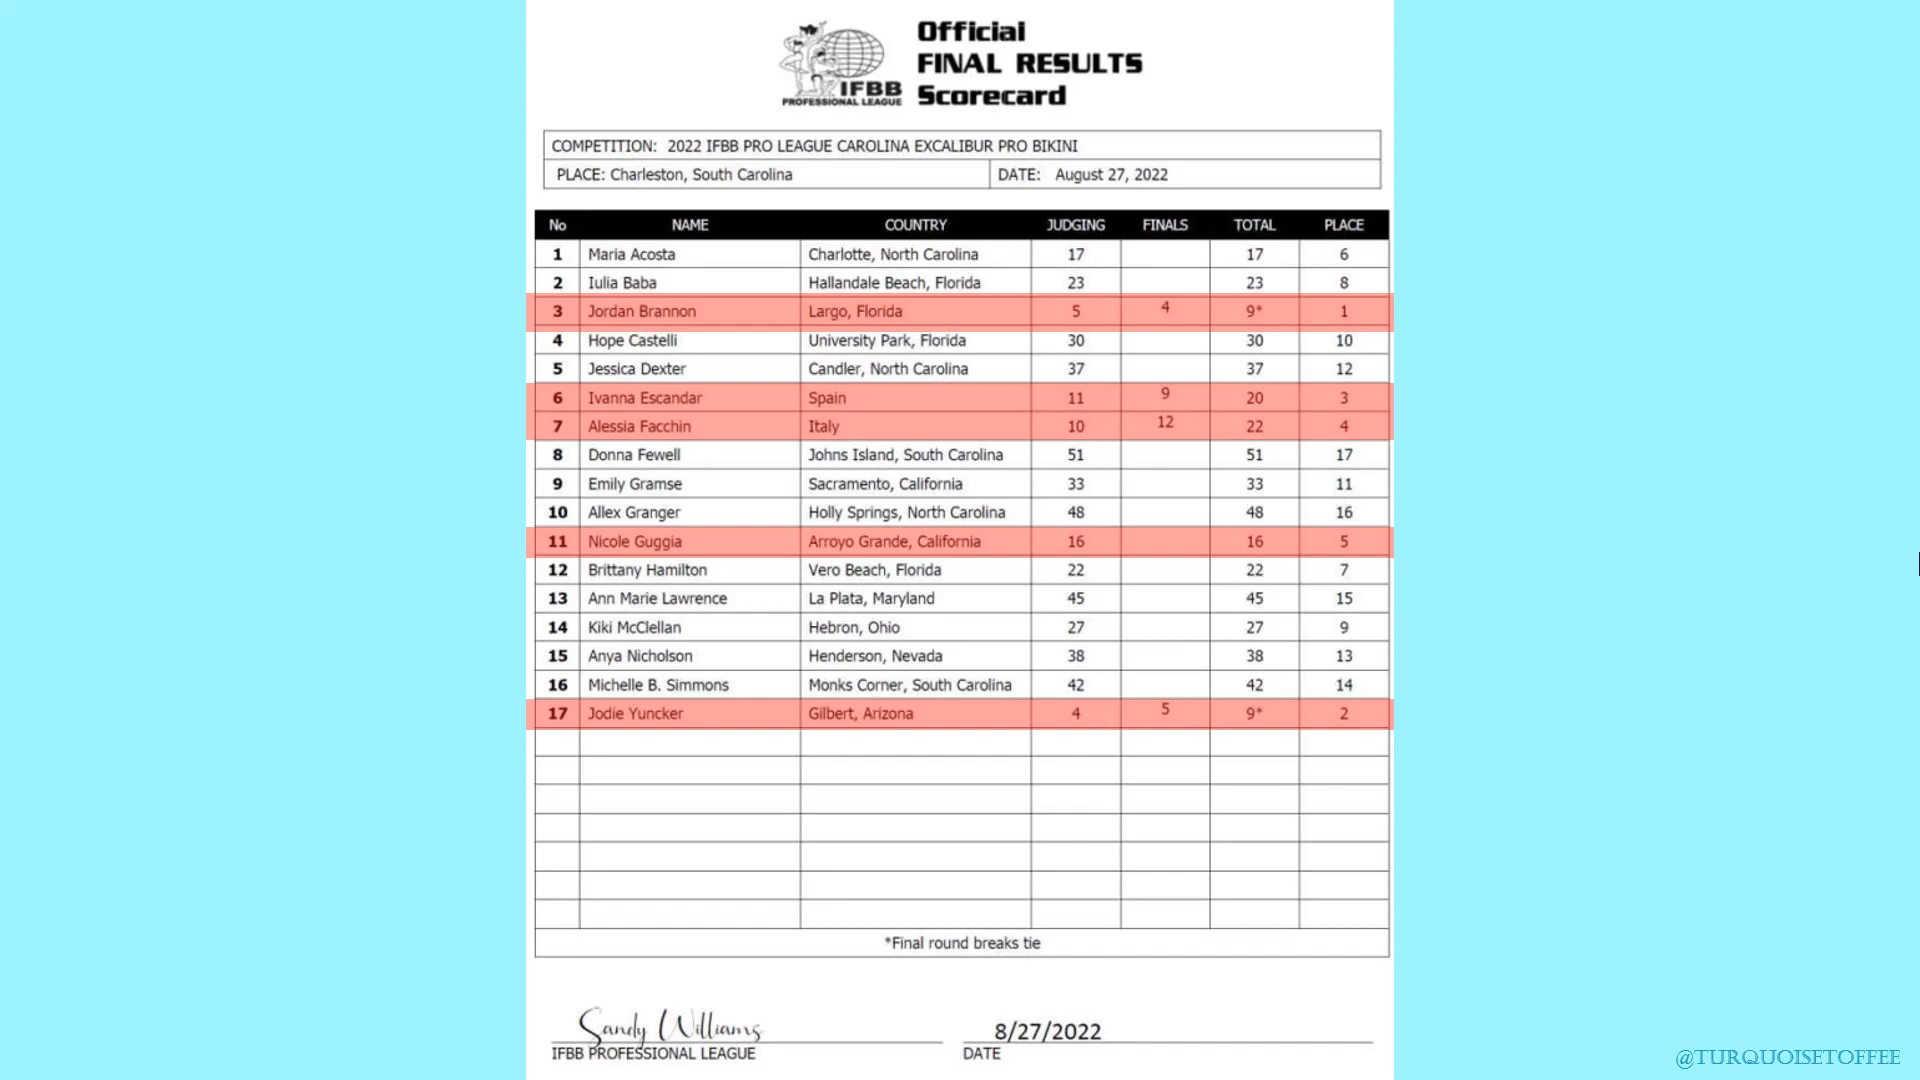 Official
FINAL RESULTS
Scorecard
IFBB
PROFESSIONAL LEAGUE
COMPETITION: 2022 IFBB PRO LEAGUE CAROLINA EXCALIBUR PRO BIKINI
PLACE: Charleston, South Carolina DATE: August 27, 2022
No NAME COUNTRY JUDGING FINALS TOTAL PLACE
1 Maria Acosta Charlotte, North Carolina 17 17 6
2 Iulia Baba Hallandale Beach, Florida 23 23 8
3 Jordan Brannon Largo, Florida 5 4 9* 1
4 Hope Castelli University Park, Florida 30 30 10
5 Jessica Dexter Candler, North Carolina 37 37 12
6 Ivanna Escandar Spain 11 9 20 3
7 Alessia Facchin Italy 10 12 22 4
8 Donna Fewell Johns Island, South Carolina 51 51 17
9 Emily Gramse Sacramento, California 33 33 11
10 Allex Granger Holly Springs, North Carolina 48 48 16
11 Nicole Guggia Arroyo Grande, California 16 16 5
12 Brittany Hamilton Vero Beach, Florida 22 22 7
13 Ann Marie Lawrence La Plata, Maryland 45 45 15
14 Kiki McClellan Hebron, Ohio 27 27 9
15 Anya Nicholson Henderson, Nevada 38 38 13
16 Michelle B. Simmons Monks Corner, South Carolina 42 42 14
17 Jodie Yuncker Gilbert, Arizona 4 5 9* 2
*Final round breaks tie
Sandy Williams 8/27/2022
IFBB PROFESSIONAL LEAGUE DATE
@TURQUOISETOFFEE